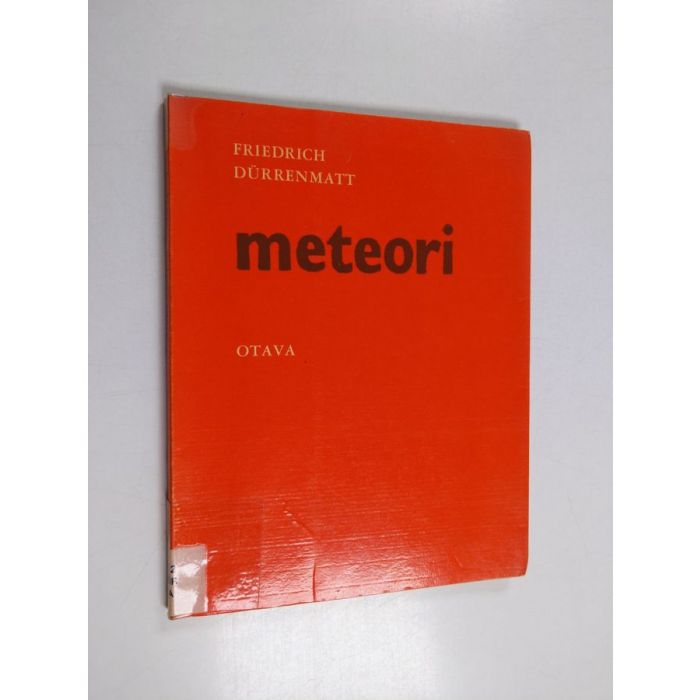 FRIEDRICH
DÜRRENMATT
meteori
OTAVA